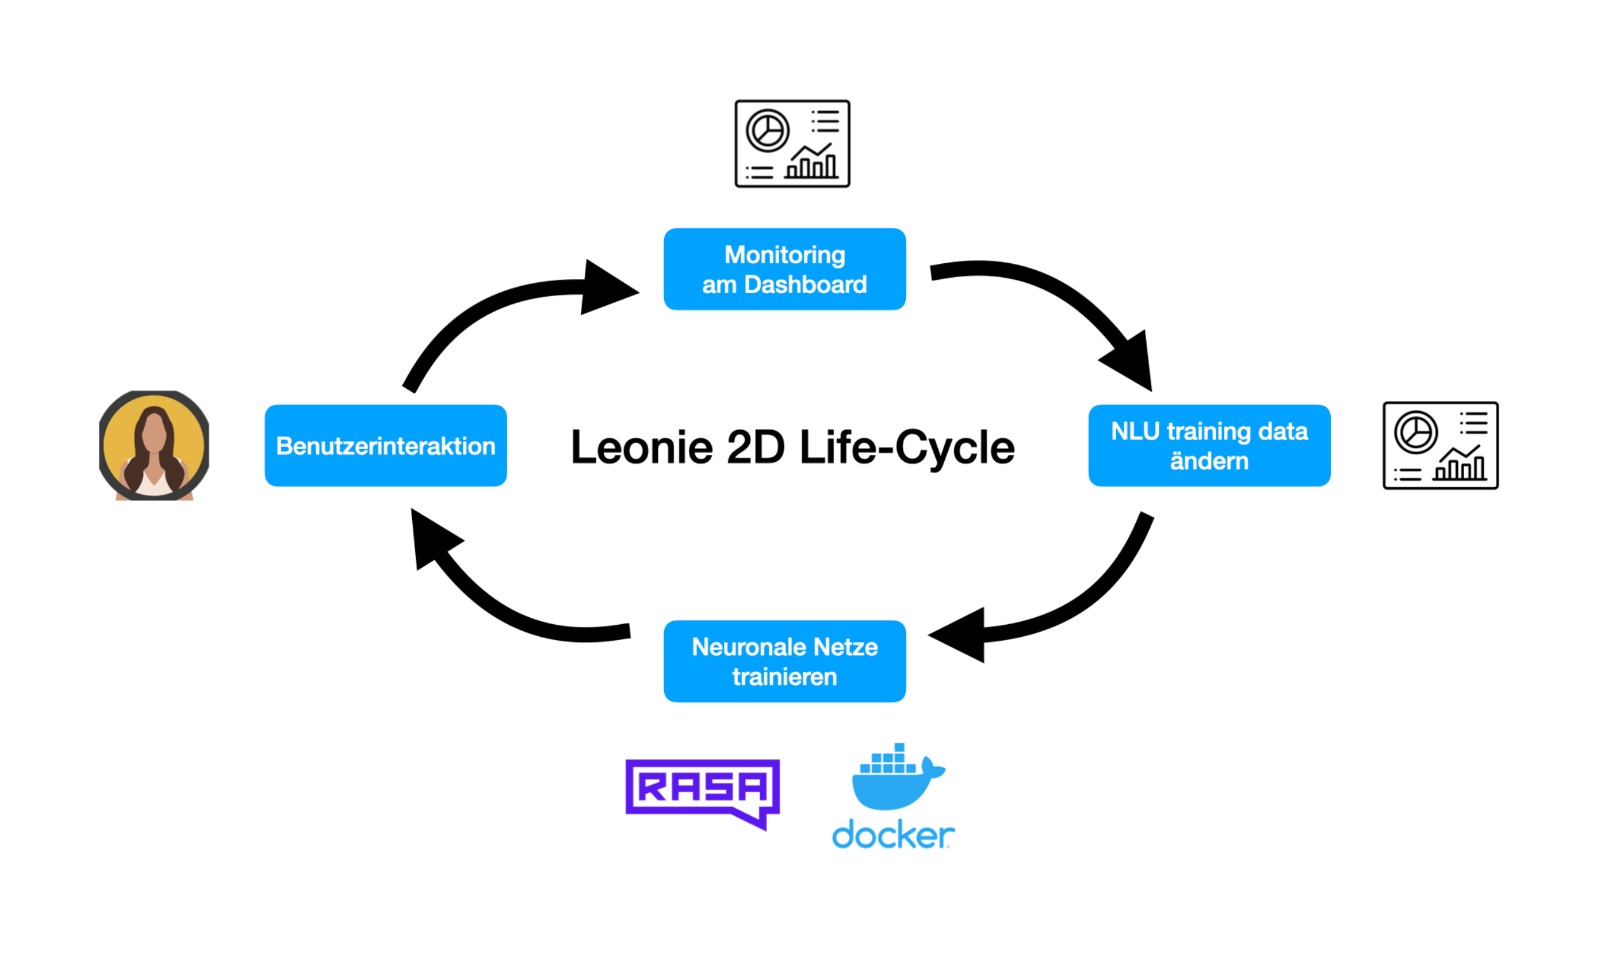 Monitoring
am Dashboard
Benutzerinteraktion
Leonie 2D Life-Cycle
NLU training data
ändern
Neuronale Netze
trainieren
RASA
docker